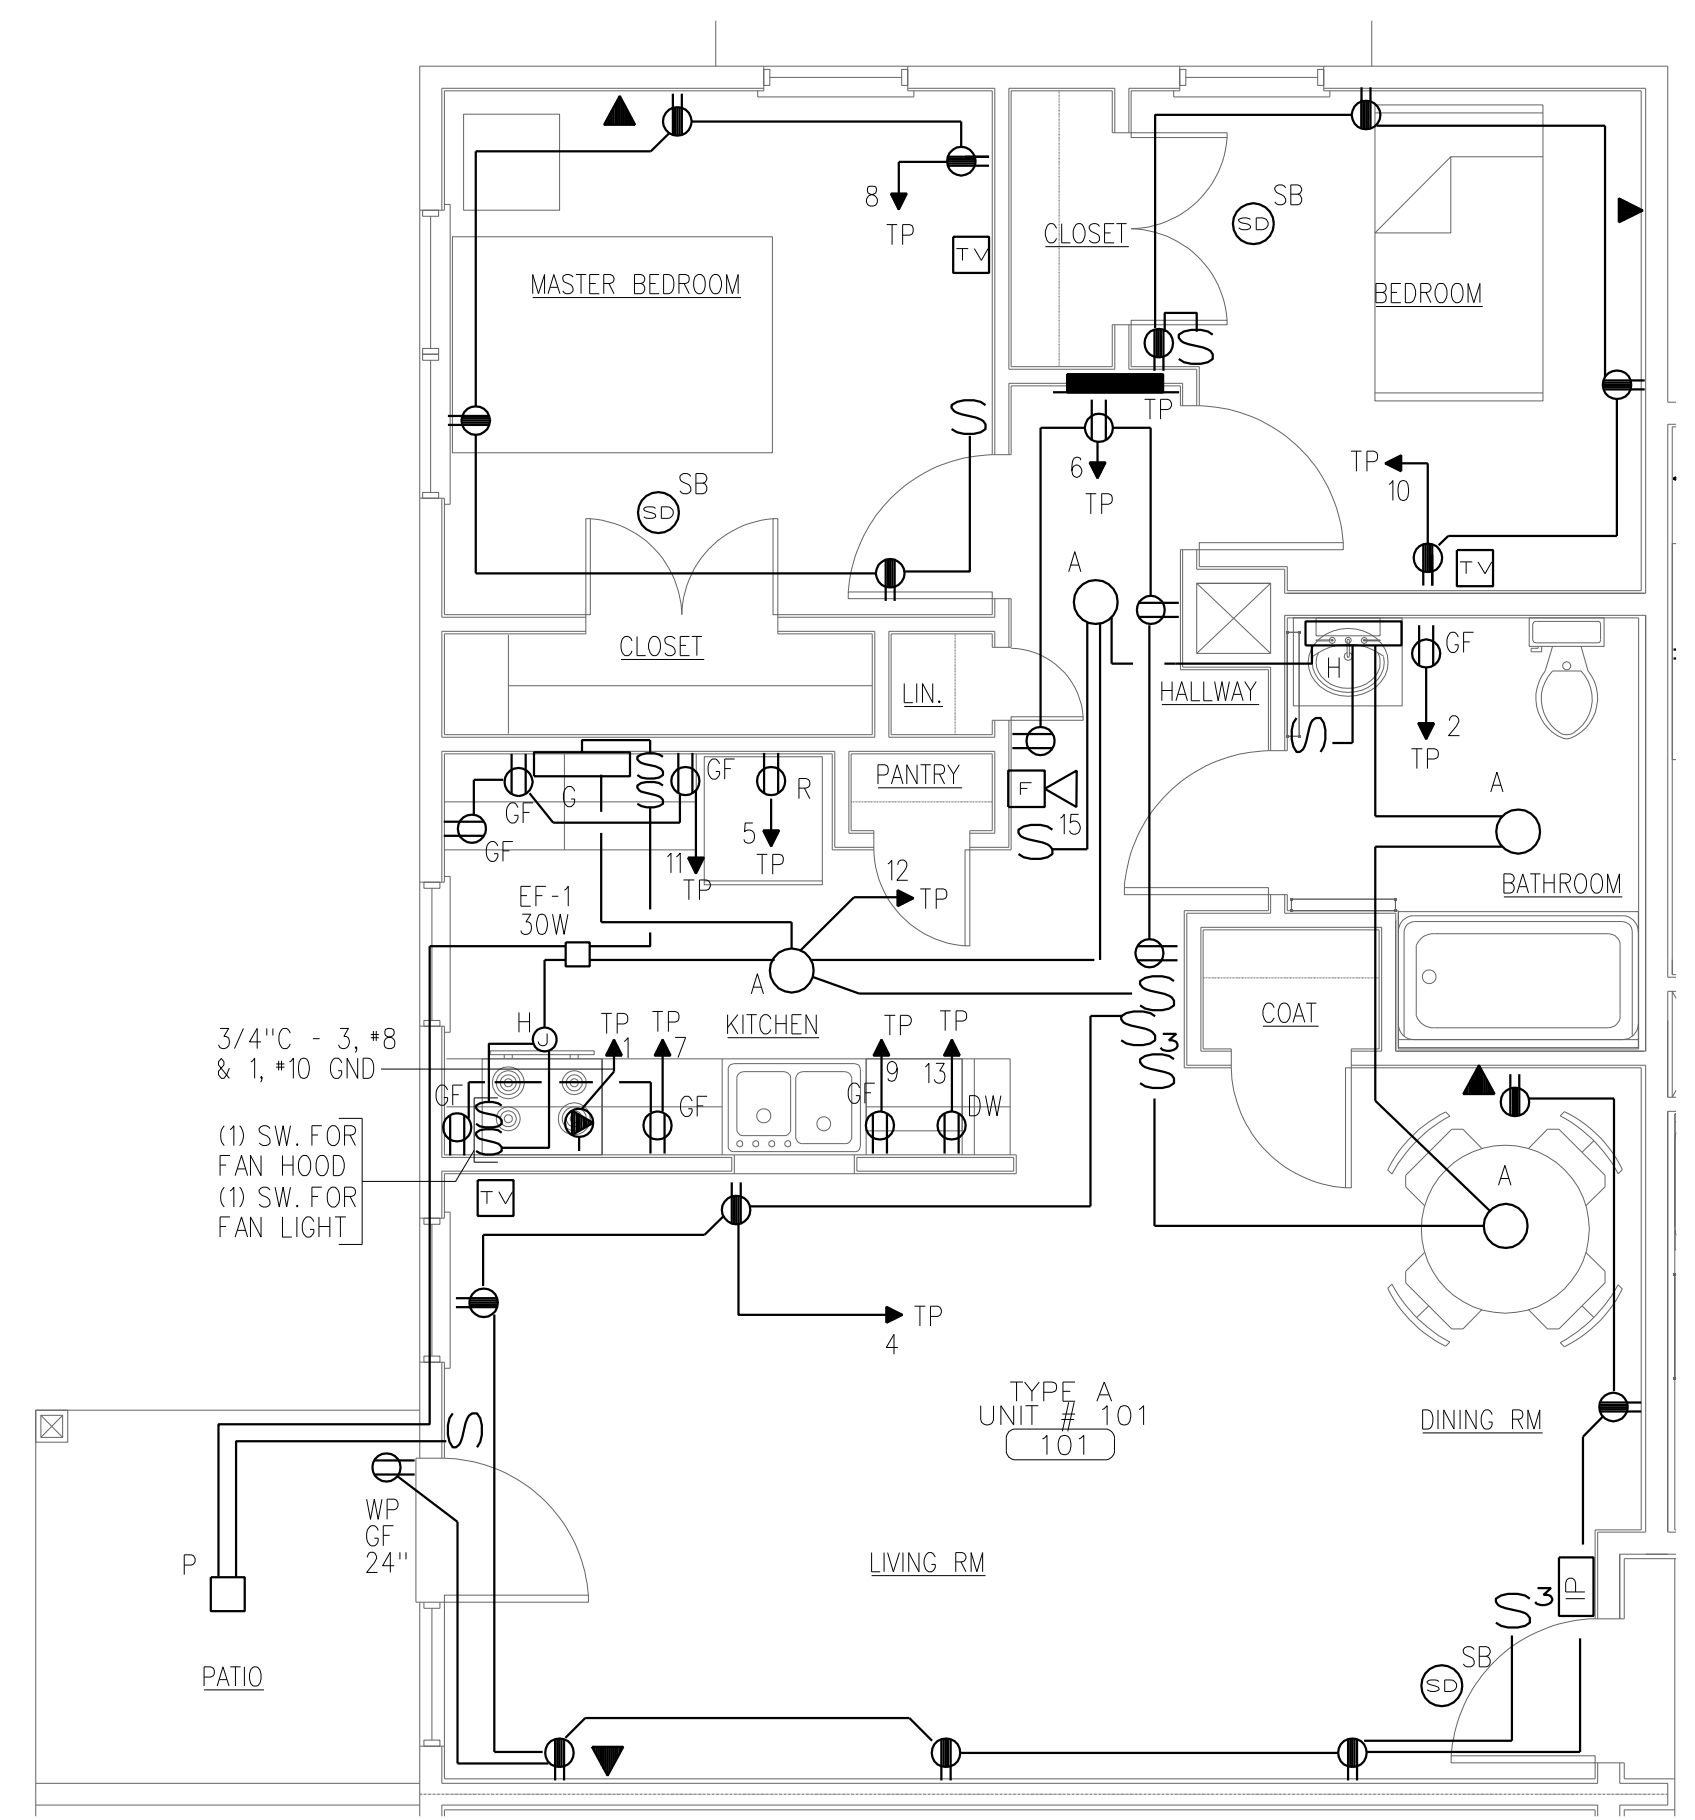 SB
8
SD
TP
CLOSET
TV
MASTER BEDROOM
BEDROOM
S
S
TP
6
TP
10
SB
TP
SD
A
TV
CLOSET
GF
H
LIN.
HALLWAY
S
2
TP
S
GF
PANTRY
A
G
R
F
S
GF
15
5
S
GF
11
TP
12
TP
TP
BATHROOM
EF-1
30W
A
S
COAT
KITCHEN
S
3
S
H
TP
TP
TP
TP
3/4"C - 3, #8
J
1
7
& 1, #10 GND
9
13
GF
GF
GF
DW
S
S
(1) SW. FOR
FAN HOOD
(1) SW. FOR
FAN LIGHT
A
TV
TP
4
TYPE A
UNIT # 101
101
DINING RM
S
WP
GF
24"
P
LIVING RM
IP
S 3
SB
SD
PATIO